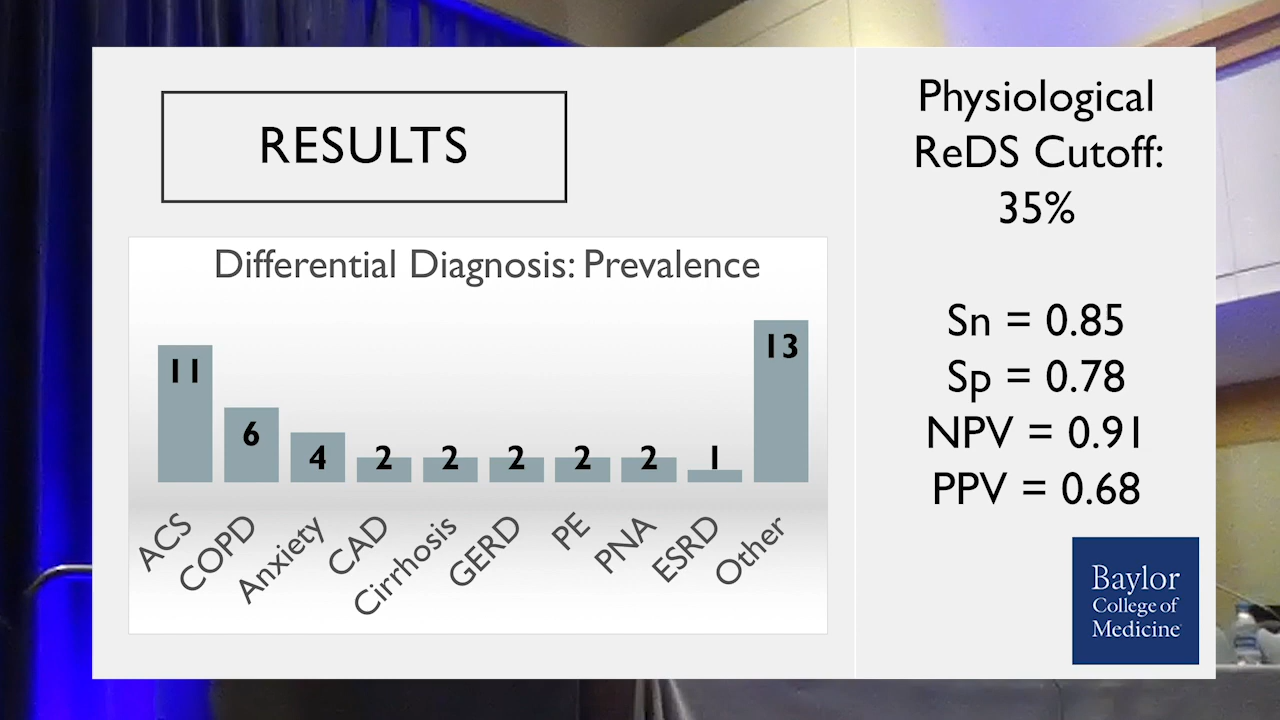 RESULTS
Differential Diagnosis: Prevalence
11
6
4
2
2
2
2
2
1
13
ACS
COPD
Anxiety
CAD
Cirrhosis
GERD
PE
PNA
ESRD
Other
Physiological
ReDS Cutoff:
35%
Sn = 0.85
Sp = 0.78
NPV = 0.91
PPV = 0.68
Baylor
College of
Medicine